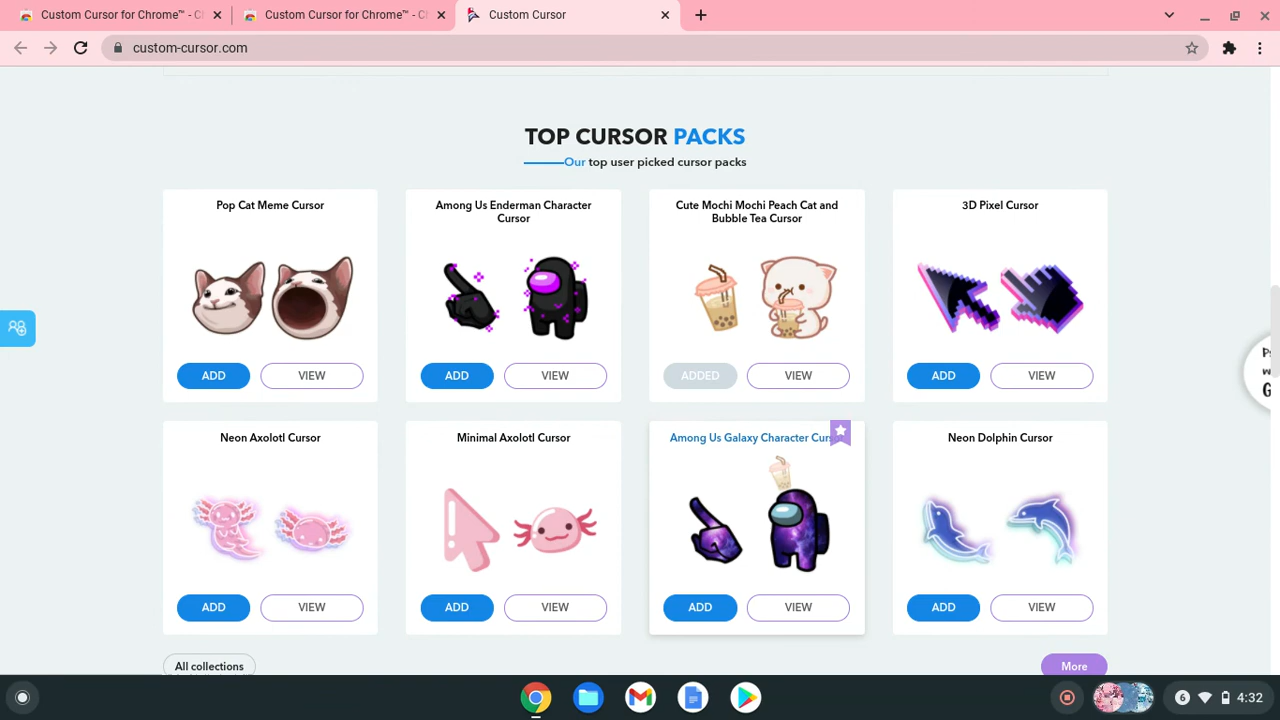 Custom Cursor for Chrome™ - C
Custom Cursor for Chrome™ - C
Custom Cursor
custom-cursor.com
TOP CURSOR PACKS
Our top user picked cursor packs
Pop Cat Meme Cursor
Among Us Enderman Character
Cursor
Cute Mochi Mochi Peach Cat and
Bubble Tea Cursor
3D Pixel Cursor
ADD
VIEW
ADD
VIEW
ADDED
VIEW
ADD
VIEW
Neon Axolotl Cursor
Minimal Axolotl Cursor
Among Us Galaxy Character Curs
Neon Dolphin Cursor
ADD
VIEW
ADD
VIEW
ADD
VIEW
ADD
VIEW
All collections
More
6
4:32